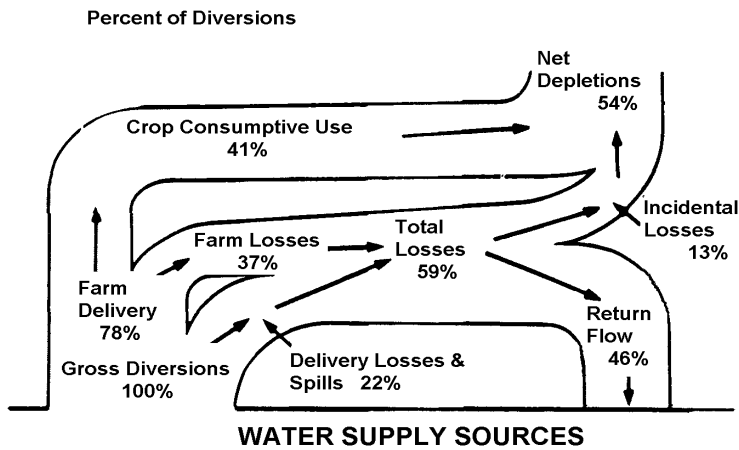 Percent of Diversions
Net
Depletions
54%
Crop Consumptive Use
41%
Incidental
Losses
13%
Total
Losses
59%
Farm Losses
37%
Farm
Delivery
78%
Return
Flow
46%
Gross Diversions
100%
Delivery Losses &
Spills 22%
WATER SUPPLY SOURCES